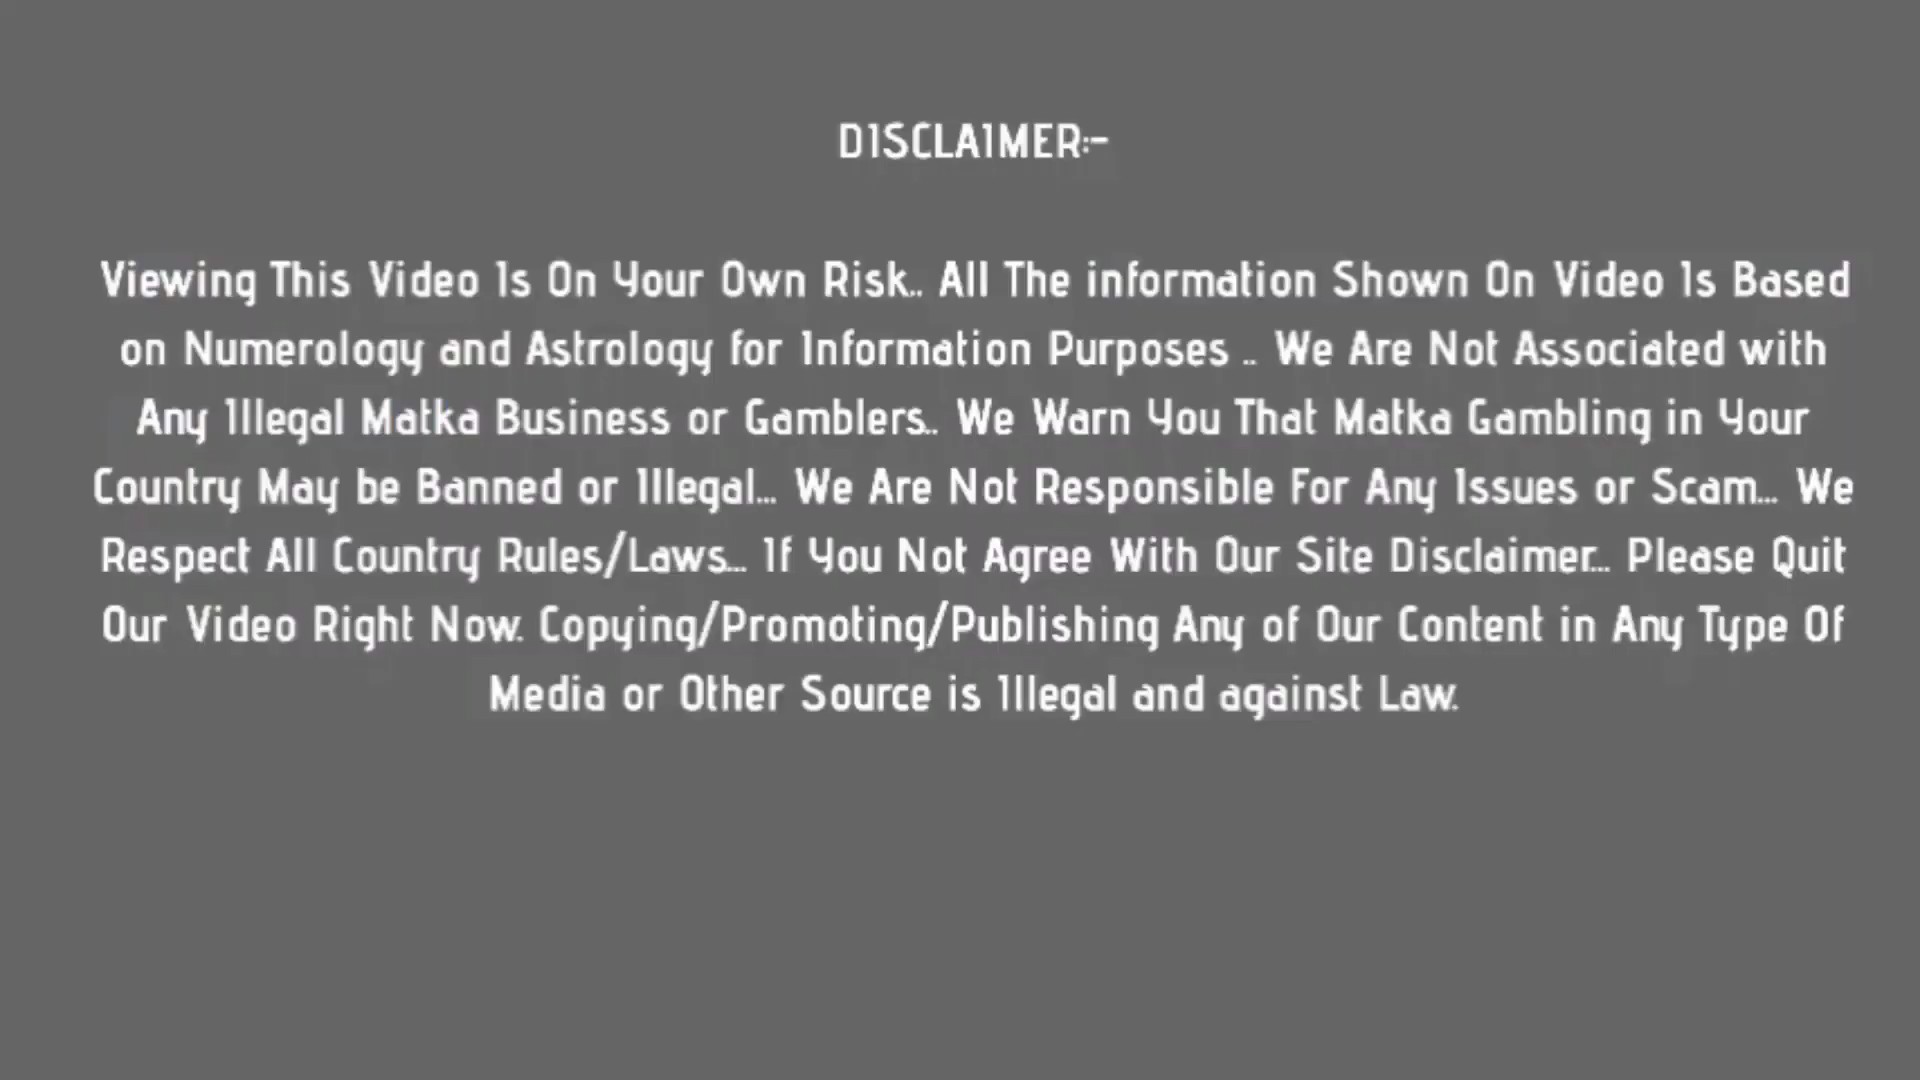 DISCLAIMER:-
Viewing This Video Is On Your Own Risk.. All The information Shown On Video Is Based
on Numerology and Astrology for Information Purposes .. We Are Not Associated with
Any Illegal Matka Business or Gamblers.. We Warn You That Matka Gambling in Your
Country May be Banned or Illegal... We Are Not Responsible For Any Issues or Scam... We
Respect All Country Rules/Laws... If You Not Agree With Our Site Disclaimer... Please Quit
Our Video Right Now. Copying/Promoting/Publishing Any of Our Content in Any Type Of
Media or Other Source is Illegal and against Law.